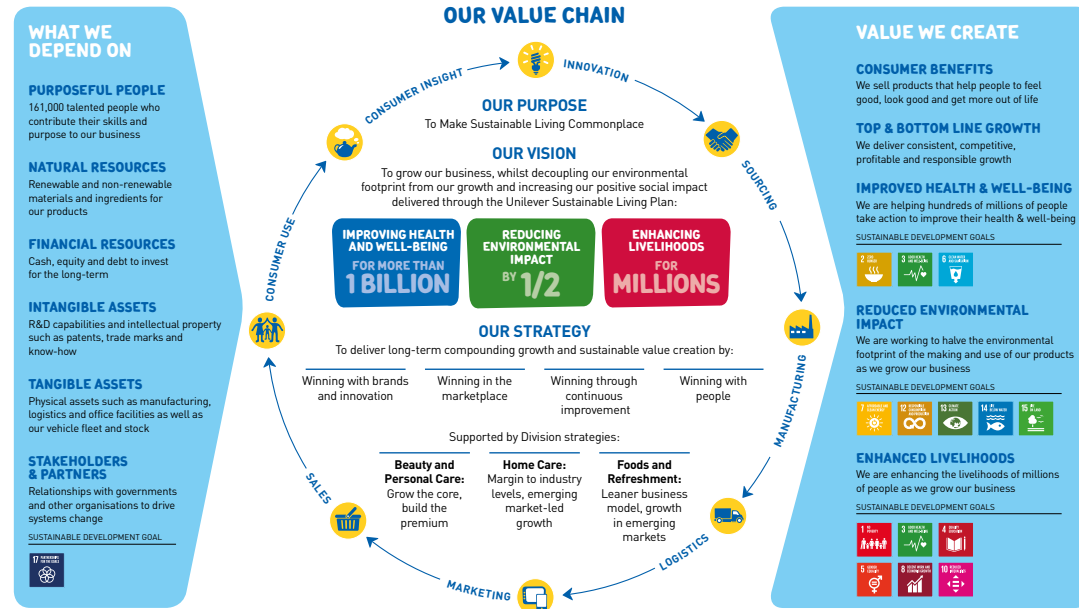 OUR VALUE CHAIN
WHAT WE
DEPEND ON
PURPOSEFUL PEOPLE
161,000 talented people who
contribute their skills and
purpose to our business
NATURAL RESOURCES
Renewable and non-renewable
materials and ingredients for
our products
FINANCIAL RESOURCES
Cash, equity and debt to invest
for the long-term
INTANGIBLE ASSETS
R&D capabilities and intellectual property
such as patents, trade marks and
know-how
TANGIBLE ASSETS
Physical assets such as manufacturing,
logistics and office facilities as well as
our vehicle fleet and stock
STAKEHOLDERS
& PARTNERS
Relationships with governments
and other organisations to drive
systems change
SUSTAINABLE DEVELOPMENT GOAL
17
CONSUMER INSIGHT
INNOVATION
SOURCING
MANUFACTURING
LOGISTICS
MARKETING
SALES
CONSUMER USE
OUR PURPOSE
To Make Sustainable Living Commonplace
OUR VISION
To grow our business, whilst decoupling our environmental
footprint from our growth and increasing our positive social impact
delivered through the Unilever Sustainable Living Plan:
IMPROVING HEALTH
AND WELL-BEING
FOR MORE THAN
1 BILLION
REDUCING
ENVIRONMENTAL
IMPACT
BY 1/2
ENHANCING
LIVELIHOODS
FOR
MILLIONS
OUR STRATEGY
To deliver long-term compounding growth and sustainable value creation by:
Winning with brands
and innovation
Winning in the
marketplace
Winning through
continuous
improvement
Winning with
people
Supported by Division strategies:
Beauty and
Personal Care:
Grow the core,
build the
premium
Home Care:
Margin to industry
levels, emerging
market-led
growth
Foods and
Refreshment:
Leaner business
model, growth
in emerging
markets
VALUE WE CREATE
CONSUMER BENEFITS
We sell products that help people to feel
good, look good and get more out of life
TOP & BOTTOM LINE GROWTH
We deliver consistent, competitive,
profitable and responsible growth
IMPROVED HEALTH & WELL-BEING
We are helping hundreds of millions of people
take action to improve their health & well-being
SUSTAINABLE DEVELOPMENT GOALS
2
3
6
REDUCED ENVIRONMENTAL
IMPACT
We are working to halve the environmental
footprint of the making and use of our products
as we grow our business
SUSTAINABLE DEVELOPMENT GOALS
7
12
13
14
15
ENHANCED LIVELIHOODS
We are enhancing the livelihoods of millions
of people as we grow our business
SUSTAINABLE DEVELOPMENT GOALS
1
3
4
5
8
10